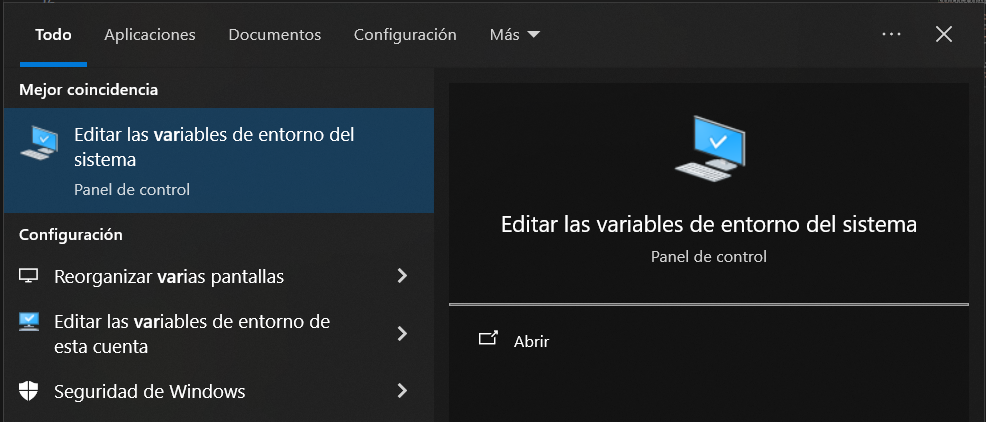 Todo Aplicaciones Documentos Configuración Más
Mejor coincidencia
Editar las variables de entorno del
sistema
Panel de control
Configuración
Reorganizar varias pantallas
Editar las variables de entorno de
esta cuenta
Seguridad de Windows
Editar las variables de entorno del sistema
Panel de control
Abrir